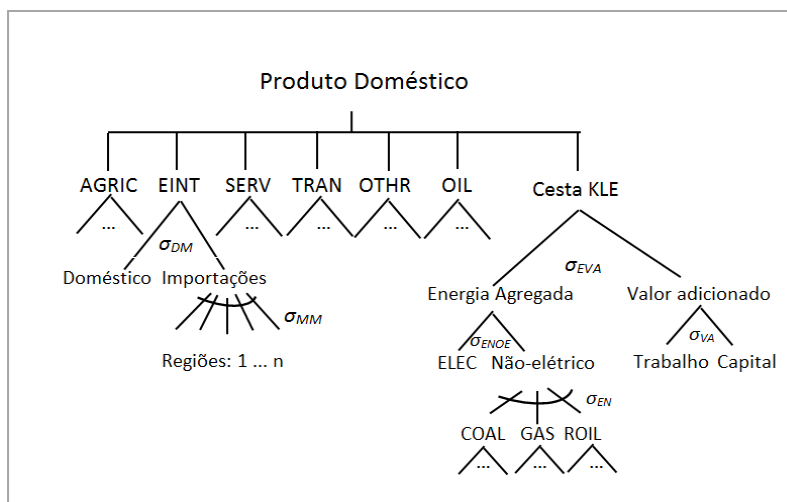 Produto Doméstico
AGRIC EINT SERV TRAN OTHR OIL Cesta KLE
... ... ... ... ...
σDM
Doméstico Importações
σEVA
Energia Agregada Valor adicionado
σMM
σENOE
σVA
Regiões: 1 ... n
ELEC Não-elétrico Trabalho Capital
σEN
COAL GAS ROIL
... ... ...